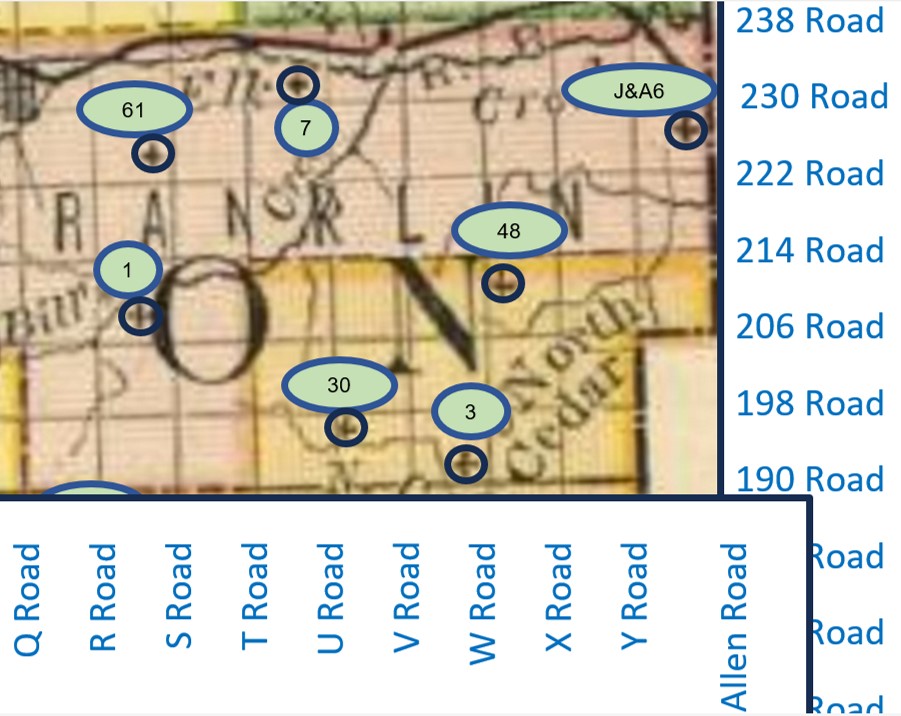 238 Road
61
Elk
R.
J&A6
230 Road
Cr
7
222 Road
R A N K L I N
48
214 Road
1
O N
Bur
206 Road
North
Cedar
30
3
198 Road
190 Road
Q Road
R Road
S Road
T Road
U Road
V Road
W Road
X Road
Y Road
Allen Road
Road
Road
Road